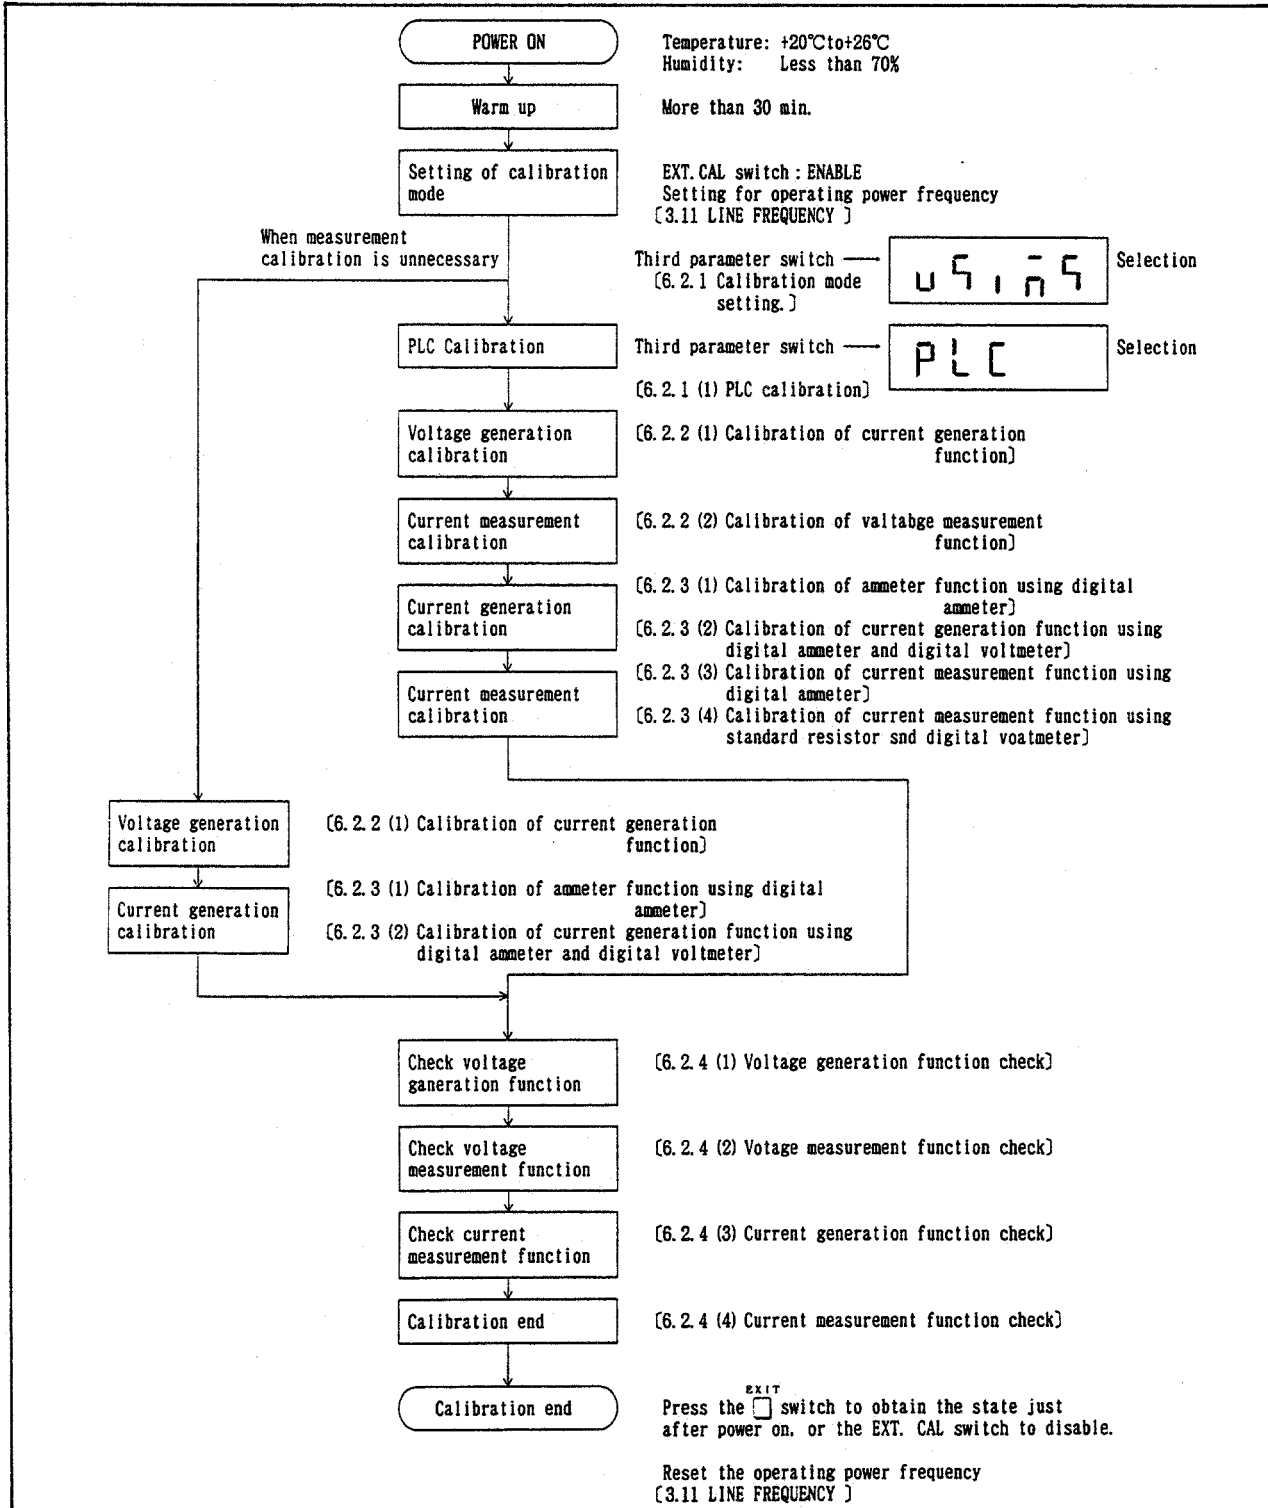 POWER ON
Temperature: +20℃to+26℃
Humidity: Less than 70%
Warm up
More than 30 min.
Setting of calibration
mode
EXT. CAL switch : ENABLE
Setting for operating power frequency
[3.11 LINE FREQUENCY ]
When measurement
calibration is unnecessary
Third parameter switch
[6.2.1 Calibration mode
setting.]
Selection
PLC Calibration
Third parameter switch
PLC
Selection
[6.2.1 (1) PLC calibration]
Voltage generation
calibration
[6.2.2 (1) Calibration of current generation
function]
Current measurement
calibration
[6.2.2 (2) Calibration of valtabge measurement
function]
Current generation
calibration
[6.2.3 (1) Calibration of ammeter function using digital
ammeter]
[6.2.3 (2) Calibration of current generation function using
digital ammeter and digital voltmeter]
Current measurement
calibration
[6.2.3 (3) Calibration of current measurement function using
digital ammeter]
[6.2.3 (4) Calibration of current measurement function using
standard resistor snd digital voatmeter]
Voltage generation
calibration
[6.2.2 (1) Calibration of current generation
function]
Current generation
calibration
[6.2.3 (1) Calibration of ammeter function using digital
ammeter]
[6.2.3 (2) Calibration of current generation function using
digital ammeter and digital voltmeter]
Check voltage
ganeration function
[6.2.4 (1) Voltage generation function check]
Check voltage
measurement function
[6.2.4 (2) Votage measurement function check]
Check current
measurement function
[6.2.4 (3) Current generation function check]
Calibration end
[6.2.4 (4) Current measurement function check]
Calibration end
EXIT
Press the switch to obtain the state just
after power on, or the EXT. CAL switch to disable.
Reset the operating power frequency
[3.11 LINE FREQUENCY ]